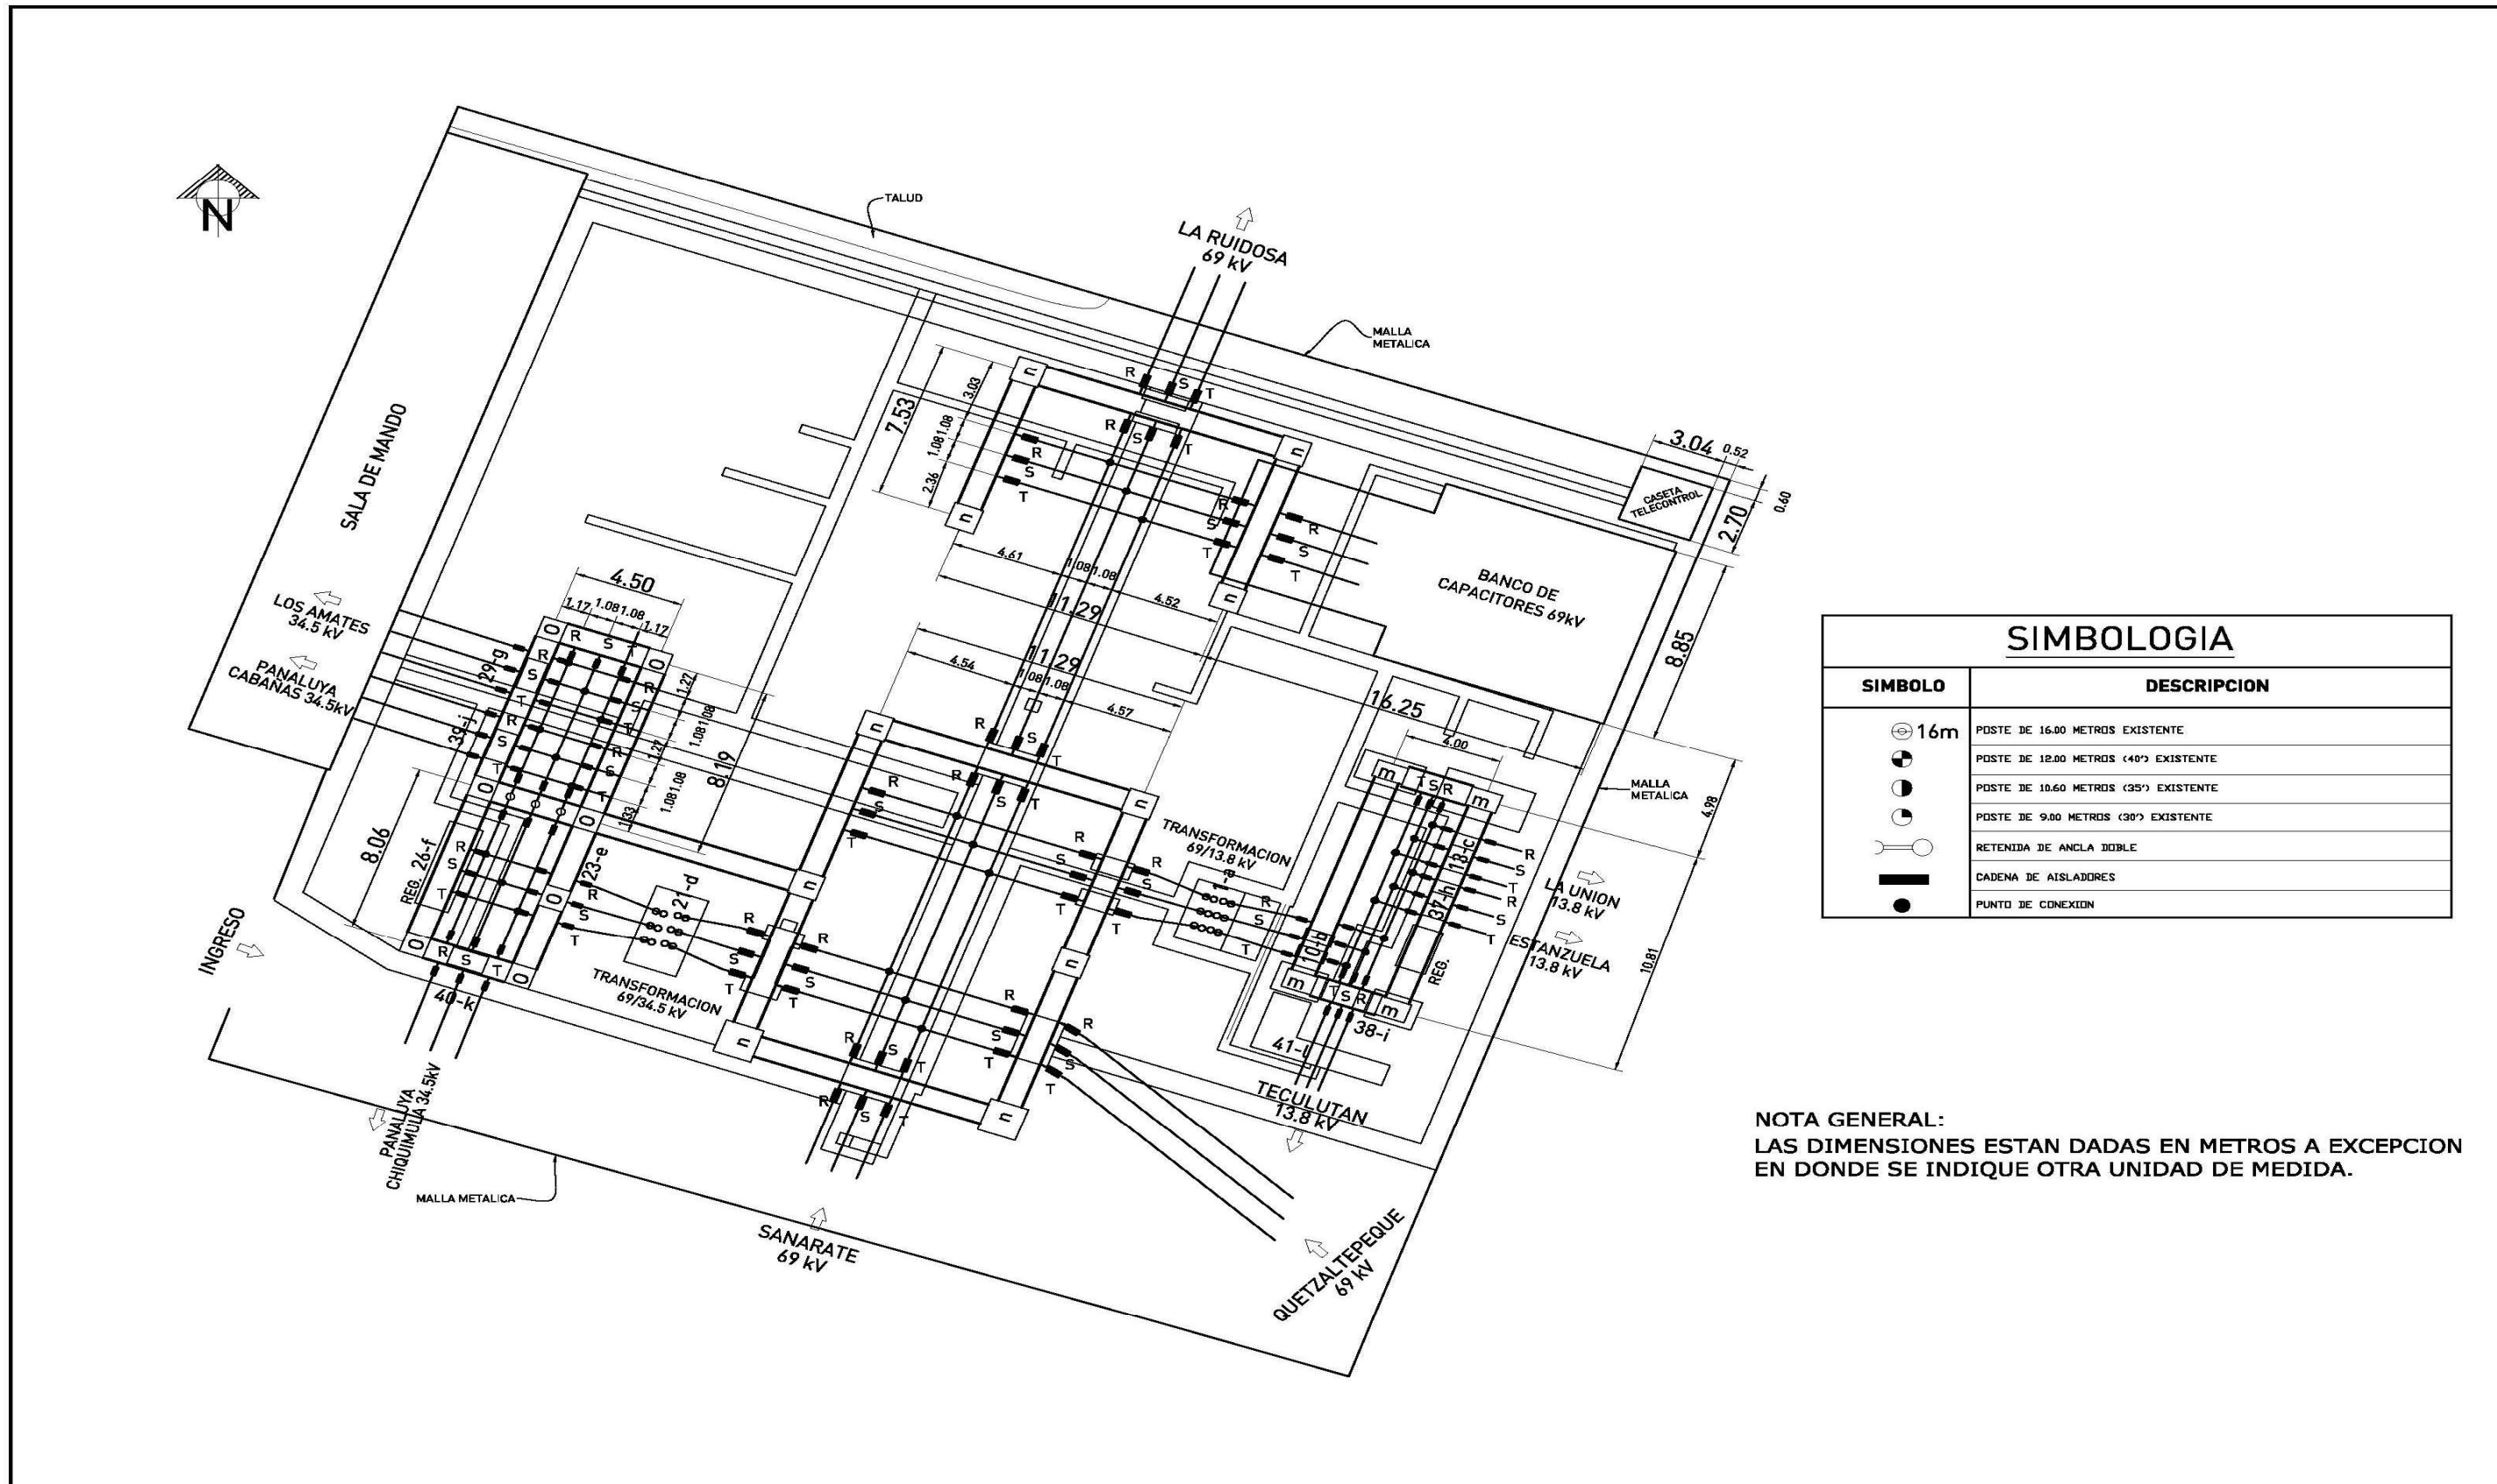 N
TALUD
LA RUIDOSA
69 kV
MALLA
METALICA
R
S
T
R
S
T
n
n
n
n
7.53
3.03
1.08
1.08
2.36
R
S
T
R
S
T
R
S
T
3.04
0.52
0.60
2.70
CASETA
TELECONTROL
BANCO DE
CAPACITORES 69kV
8.85
SALA DE MANDO
4.61
1.08
1.08
4.52
11.29
11.29
4.54
1.08
1.08
4.57
16.25
LOS AMATES
34.5 kV
PANALUYA
CABAÑAS 34.5kV
4.50
1.17
1.08
1.08
1.17
O
R
S
T
O
29-g
R
S
T
R
S
T
39-j
R
S
T
R
S
T
1.27
1.08
1.08
1.27
1.08
1.08
1.33
8.19
O
O
8.06
REG.
26-f
R
S
T
23-e
O
R
S
T
21-d
R
S
T
O
R
S
T
O
40-k
TRANSFORMACION
69/34.5 kV
INGRESO
PANALUYA
CHIQUIMULA 34.5kV
MALLA METALICA
R
S
T
n
n
R
S
T
R
S
T
R
S
T
R
S
T
TRANSFORMACION
69/13.8 kV
1-a
R
S
T
n
n
n
n
R
S
T
R
S
T
R
S
T
R
S
T
R
S
T
SANARATE
69 kV
QUETZALTEPEQUE
69 kV
4.00
m
T
S
R
m
13-c
37-h
10-b
REG.
R
S
T
R
S
T
LA UNION
13.8 kV
ESTANZUELA
13.8 kV
m
T
S
R
m
38-i
41-l
TECULUTAN
13.8 kV
4.98
10.81
MALLA
METALICA
SIMBOLOGIA
SIMBOLO DESCRIPCION
16m POSTE DE 16.00 METROS EXISTENTE
POSTE DE 12.00 METROS (40') EXISTENTE
POSTE DE 10.60 METROS (35') EXISTENTE
POSTE DE 9.00 METROS (30') EXISTENTE
RETENIDA DE ANCLA DOBLE
CADENA DE AISLADORES
PUNTO DE CONEXION
NOTA GENERAL:
LAS DIMENSIONES ESTAN DADAS EN METROS A EXCEPCION
EN DONDE SE INDIQUE OTRA UNIDAD DE MEDIDA.